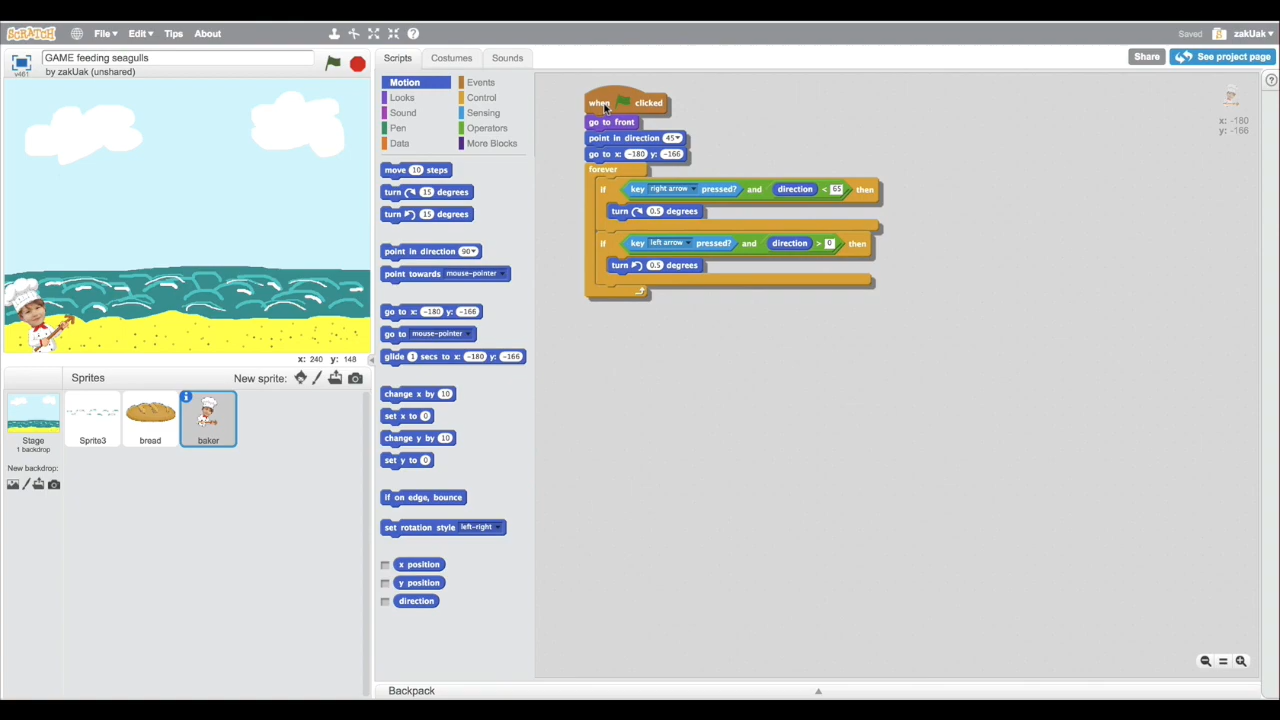 SCRATCH File▾ Edit▾ Tips About Saved zakUak▾
GAME feeding seagulls
by zakUak (unshared)
v461
Scripts Costumes Sounds
Share See project page
Motion Events
Looks Control
Sound Sensing
Pen Operators
Data More Blocks
move 10 steps
turn 15 degrees
turn 15 degrees
point in direction 90▾
point towards mouse-pointer
go to x: -180 y: -166
go to mouse-pointer
glide 1 secs to x: -180 y: -166
change x by 10
set x to 0
change y by 10
set y to 0
if on edge, bounce
set rotation style left-right
x position
y position
direction
when clicked
go to front
point in direction 45▾
go to x: -180 y: -166
forever
if key right arrow pressed? and direction < 65 then
turn 0.5 degrees
if key left arrow pressed? and direction > 0 then
turn 0.5 degrees
x: -180
y: -166
x: 240 y: 148
Sprites New sprite:
Stage
1 backdrop
New backdrop:
Sprite3 bread baker
Backpack